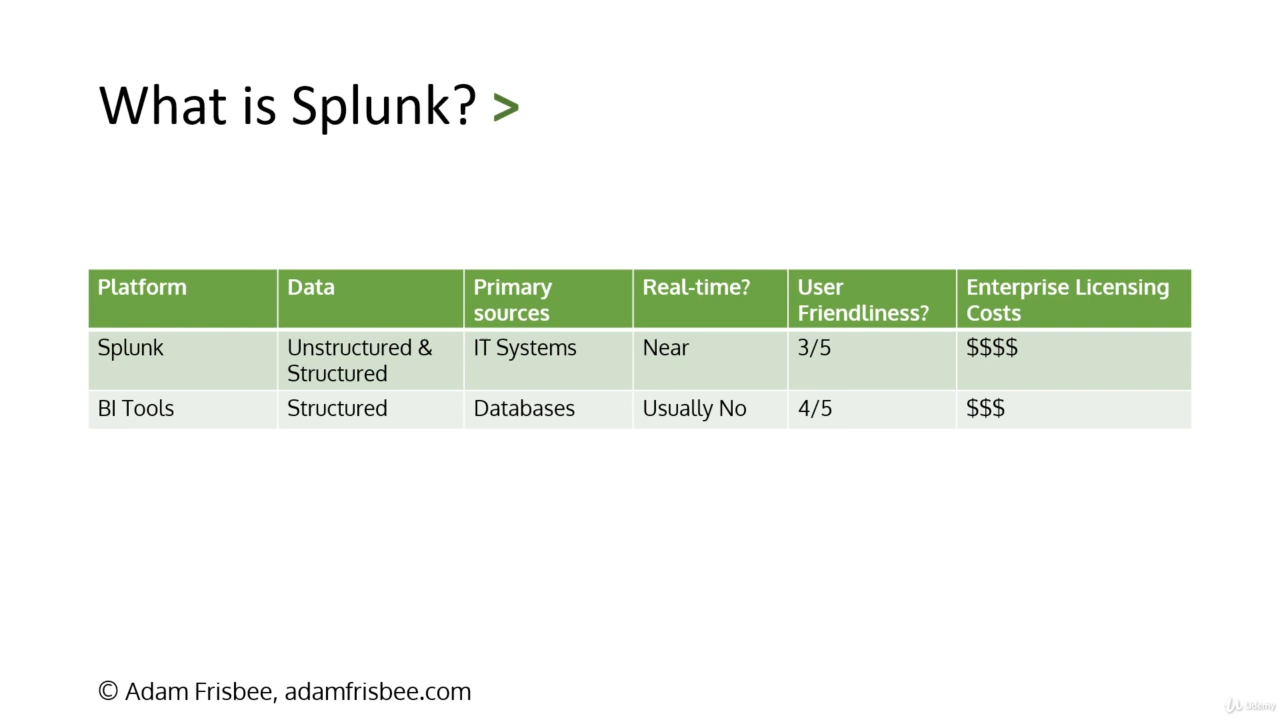 What is Splunk? >
Platform Data Primary sources Real-time? User Friendliness? Enterprise Licensing Costs
Splunk Unstructured & Structured IT Systems Near 3/5 $$$$
BI Tools Structured Databases Usually No 4/5 $$$
© Adam Frisbee, adamfrisbee.com
Udemy